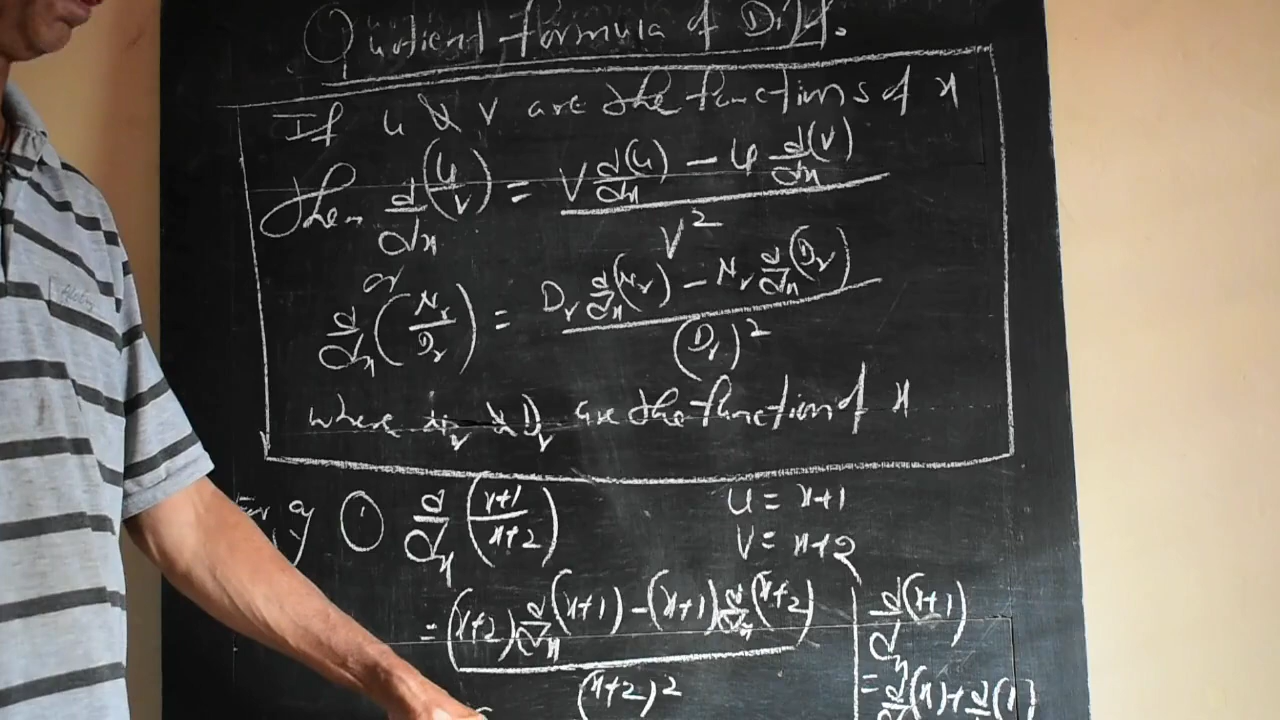 Quotient formula of Diff.
If u & v are the functions of x
Then d/dx (u/v) = (v d(u)/dx - u d(v)/dx) / v²
or
d/dx (Nr/Dr) = (Dr d/dx (Nr) - Nr d/dx (Dr)) / (Dr)²
where Nr & Dr are the function of x
① d/dx ((x+1)/(x+2))
u = x+1
v = x+2
= ((x+2) d/dx (x+1) - (x+1) d/dx (x+2)) / (x+2)²
d/dx (x+1)
= d/dx (x) + d/dx (1)